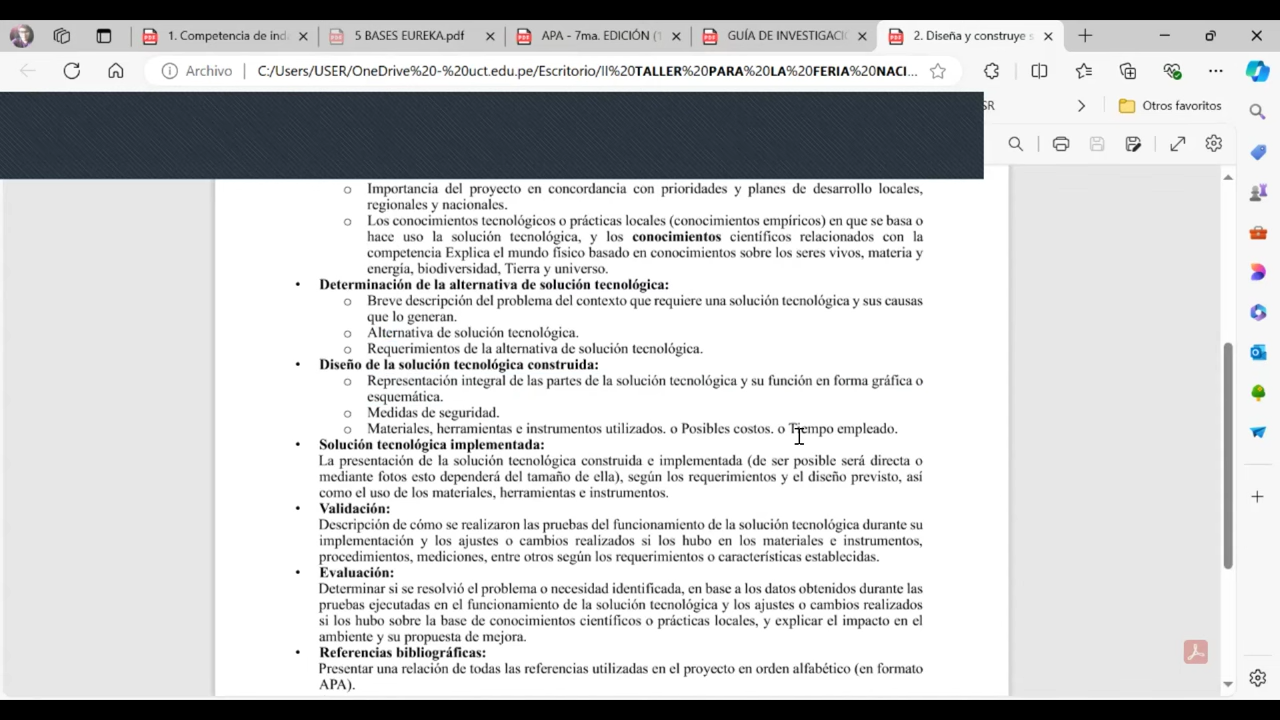 1. Competencia de ind
5 BASES EUREKA.pdf
APA - 7ma. EDICIÓN (1
GUÍA DE INVESTIGACI
2. Diseña y construye s
Archivo
C:/Users/USER/OneDrive%20-%20uct.edu.pe/Escritorio/II%20TALLER%20PARA%20LA%20FERIA%20NACI...
SR
Otros favoritos
o Importancia del proyecto en concordancia con prioridades y planes de desarrollo locales,
regionales y nacionales.
o Los conocimientos tecnológicos o prácticas locales (conocimientos empíricos) en que se basa o
hace uso la solución tecnológica, y los conocimientos científicos relacionados con la
competencia Explica el mundo físico basado en conocimientos sobre los seres vivos, materia y
energía, biodiversidad, Tierra y universo.
• Determinación de la alternativa de solución tecnológica:
o Breve descripción del problema del contexto que requiere una solución tecnológica y sus causas
que lo generan.
o Alternativa de solución tecnológica.
o Requerimientos de la alternativa de solución tecnológica.
• Diseño de la solución tecnológica construida:
o Representación integral de las partes de la solución tecnológica y su función en forma gráfica o
esquemática.
o Medidas de seguridad.
o Materiales, herramientas e instrumentos utilizados. o Posibles costos. o Tiempo empleado.
• Solución tecnológica implementada:
La presentación de la solución tecnológica construida e implementada (de ser posible será directa o
mediante fotos esto dependerá del tamaño de ella), según los requerimientos y el diseño previsto, así
como el uso de los materiales, herramientas e instrumentos.
• Validación:
Descripción de cómo se realizaron las pruebas del funcionamiento de la solución tecnológica durante su
implementación y los ajustes o cambios realizados si los hubo en los materiales e instrumentos,
procedimientos, mediciones, entre otros según los requerimientos o características establecidas.
• Evaluación:
Determinar si se resolvió el problema o necesidad identificada, en base a los datos obtenidos durante las
pruebas ejecutadas en el funcionamiento de la solución tecnológica y los ajustes o cambios realizados
si los hubo sobre la base de conocimientos científicos o prácticas locales, y explicar el impacto en el
ambiente y su propuesta de mejora.
• Referencias bibliográficas:
Presentar una relación de todas las referencias utilizadas en el proyecto en orden alfabético (en formato
APA).